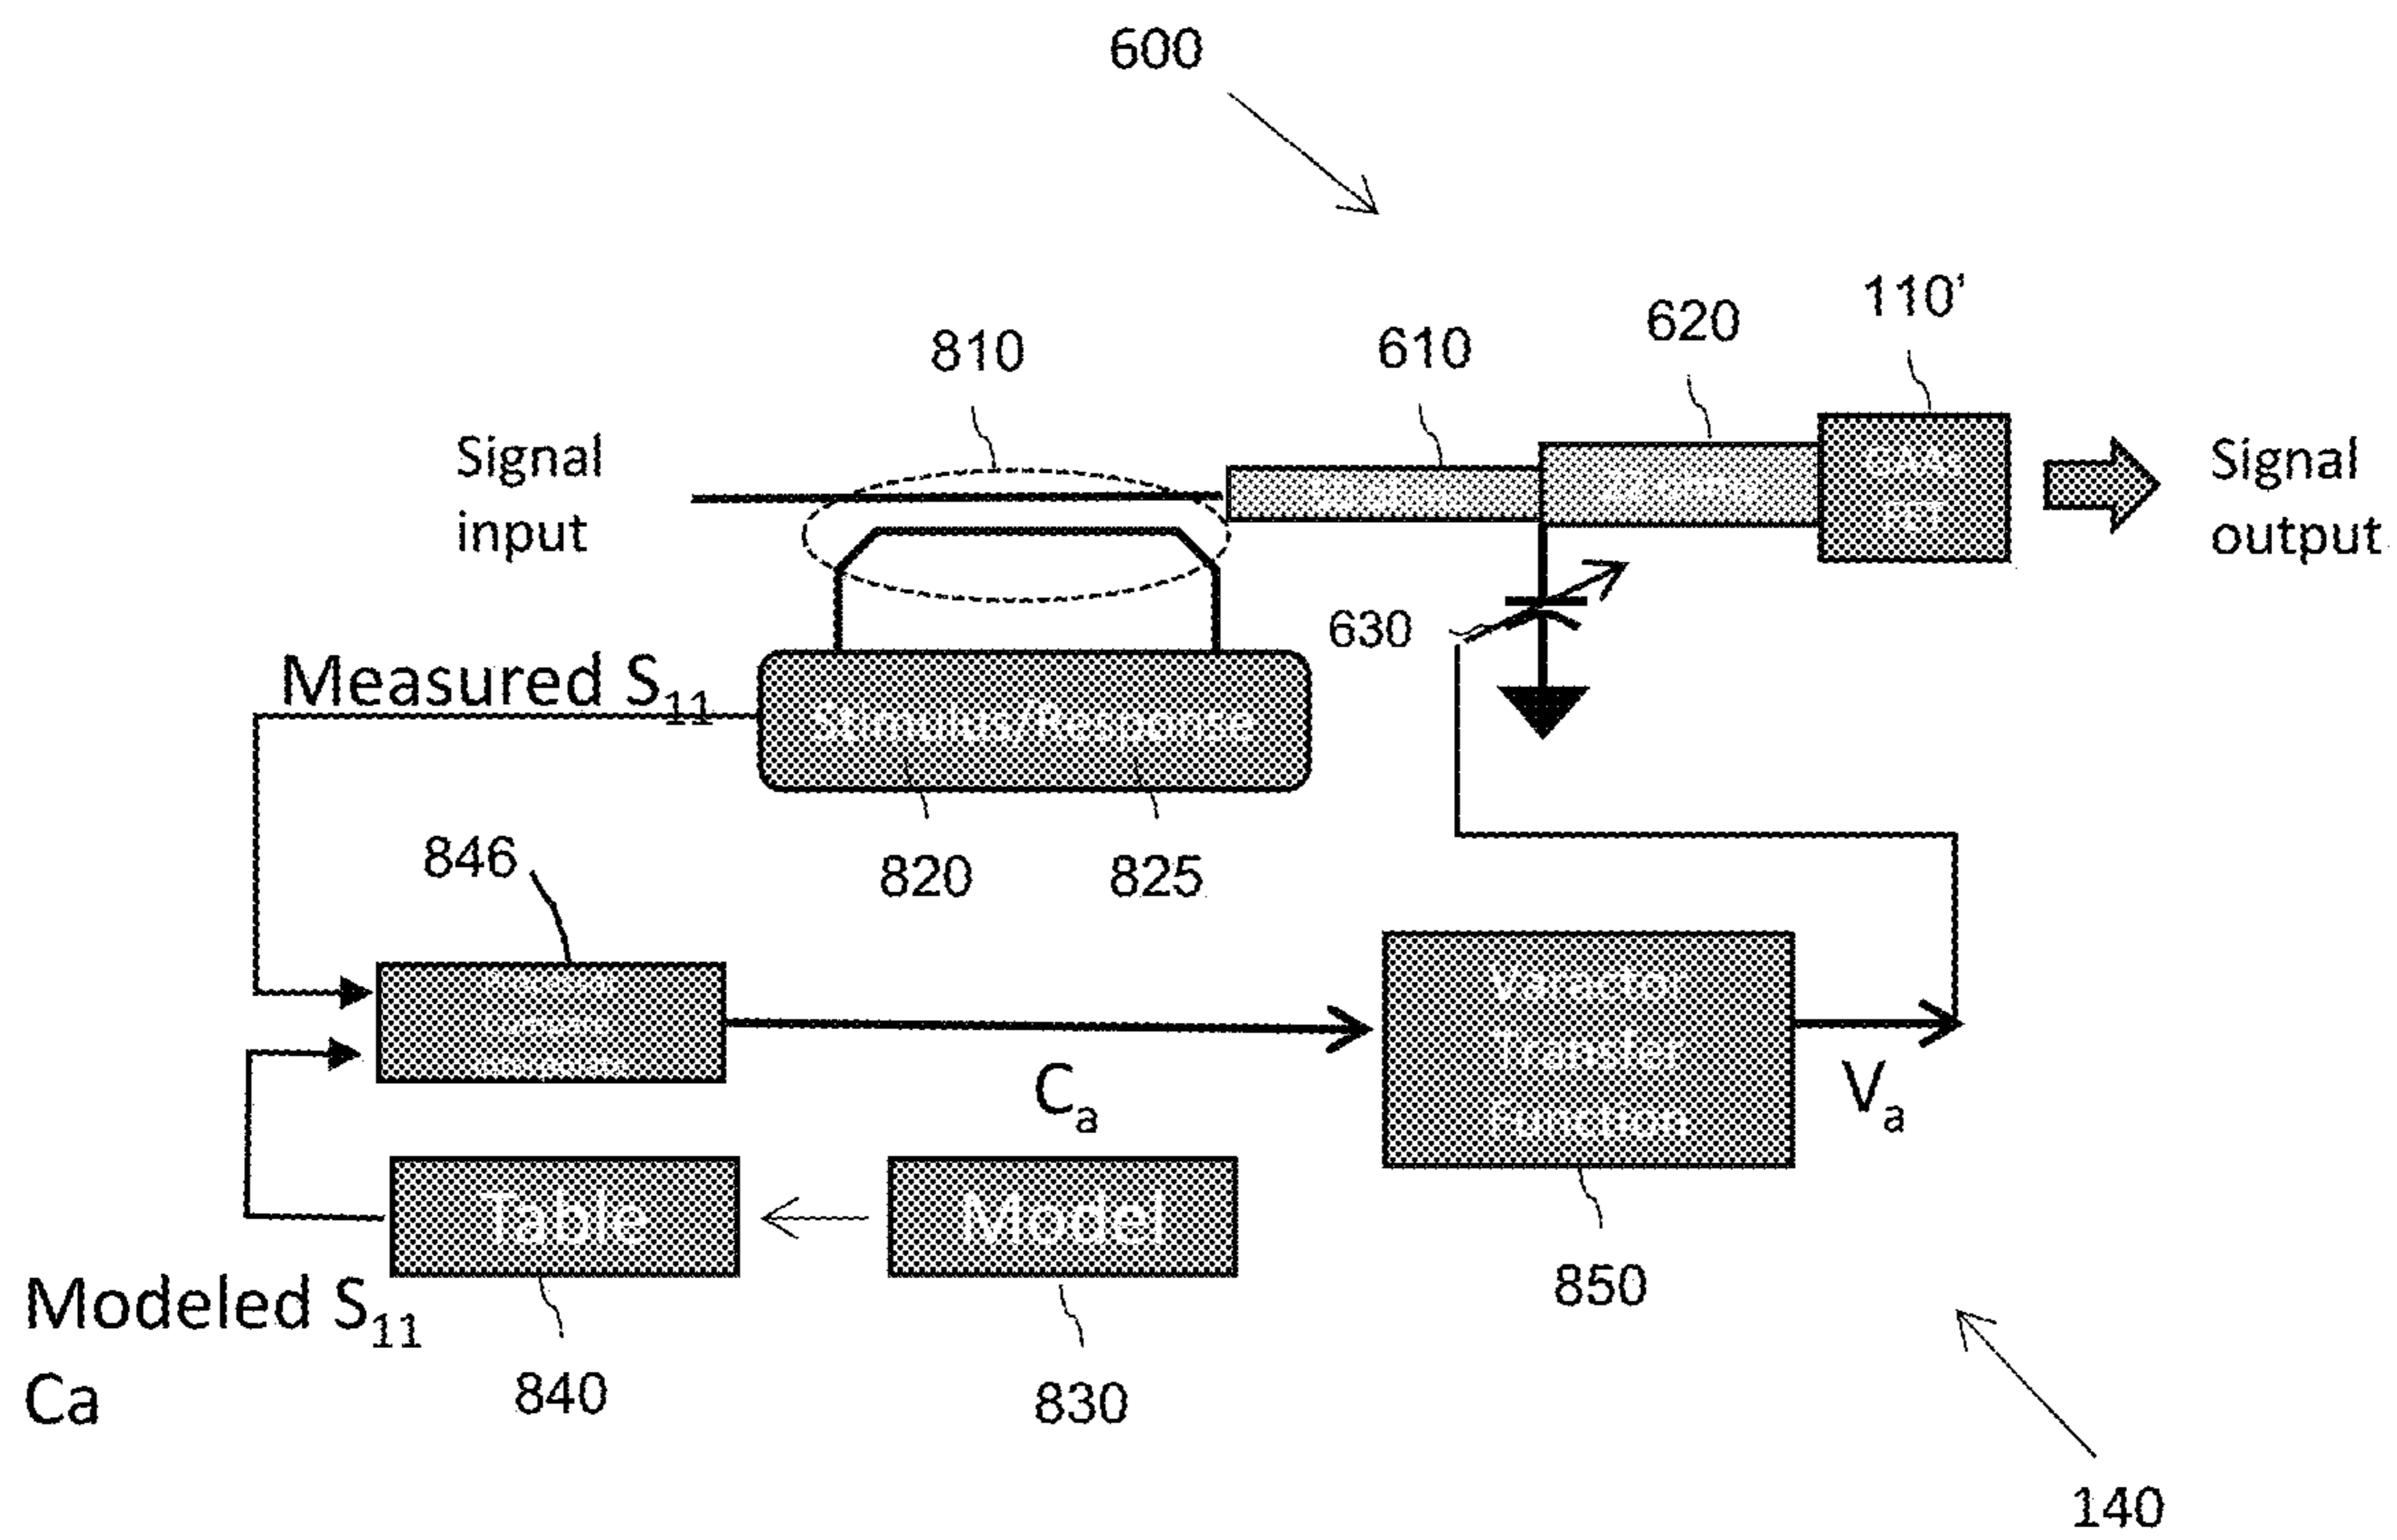 600
110'
620
610
810
Signal
input
Signal
output
630
Measured S11
Stimulus/Response
820
825
846
Varactor
Transfer
Function
Ca
Va
Table
Model
850
Modeled S11
Ca
840
830
140